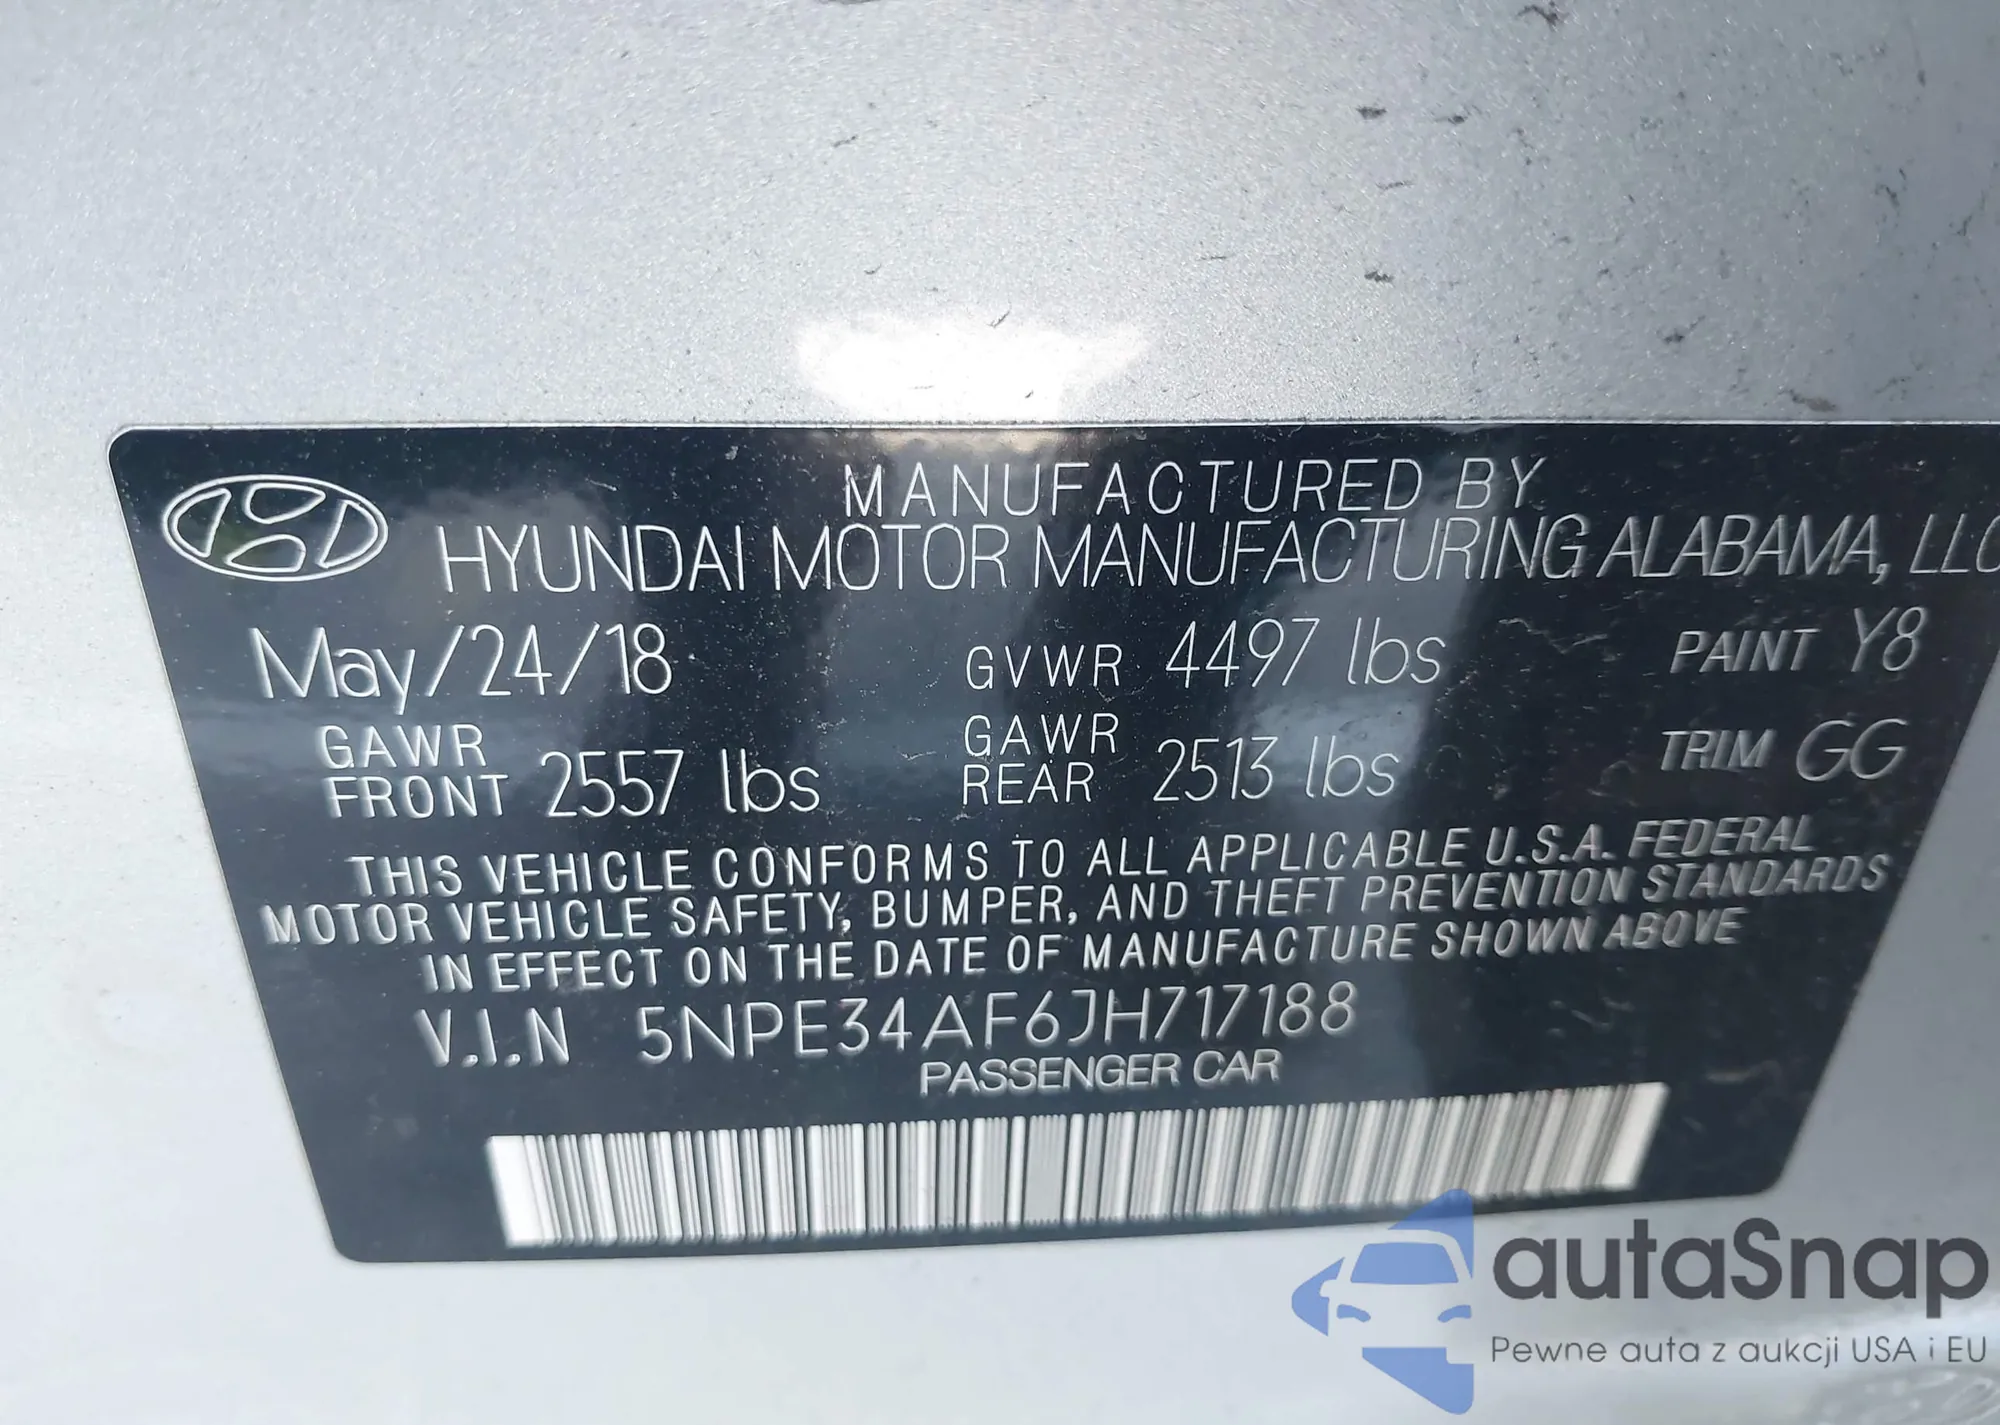 MANUFACTURED BY
HYUNDAI MOTOR MANUFACTURING ALABAMA, LLC
May/24/18 GVWR 4497 lbs PAINT Y8
GAWR FRONT 2557 lbs GAWR REAR 2513 lbs TRIM GG
THIS VEHICLE CONFORMS TO ALL APPLICABLE U.S.A. FEDERAL
MOTOR VEHICLE SAFETY, BUMPER, AND THEFT PREVENTION STANDARDS
IN EFFECT ON THE DATE OF MANUFACTURE SHOWN ABOVE
V.I.N 5NPE34AF6JH717188
PASSENGER CAR
autaSnap
Pewne auta z aukcji USA i EU